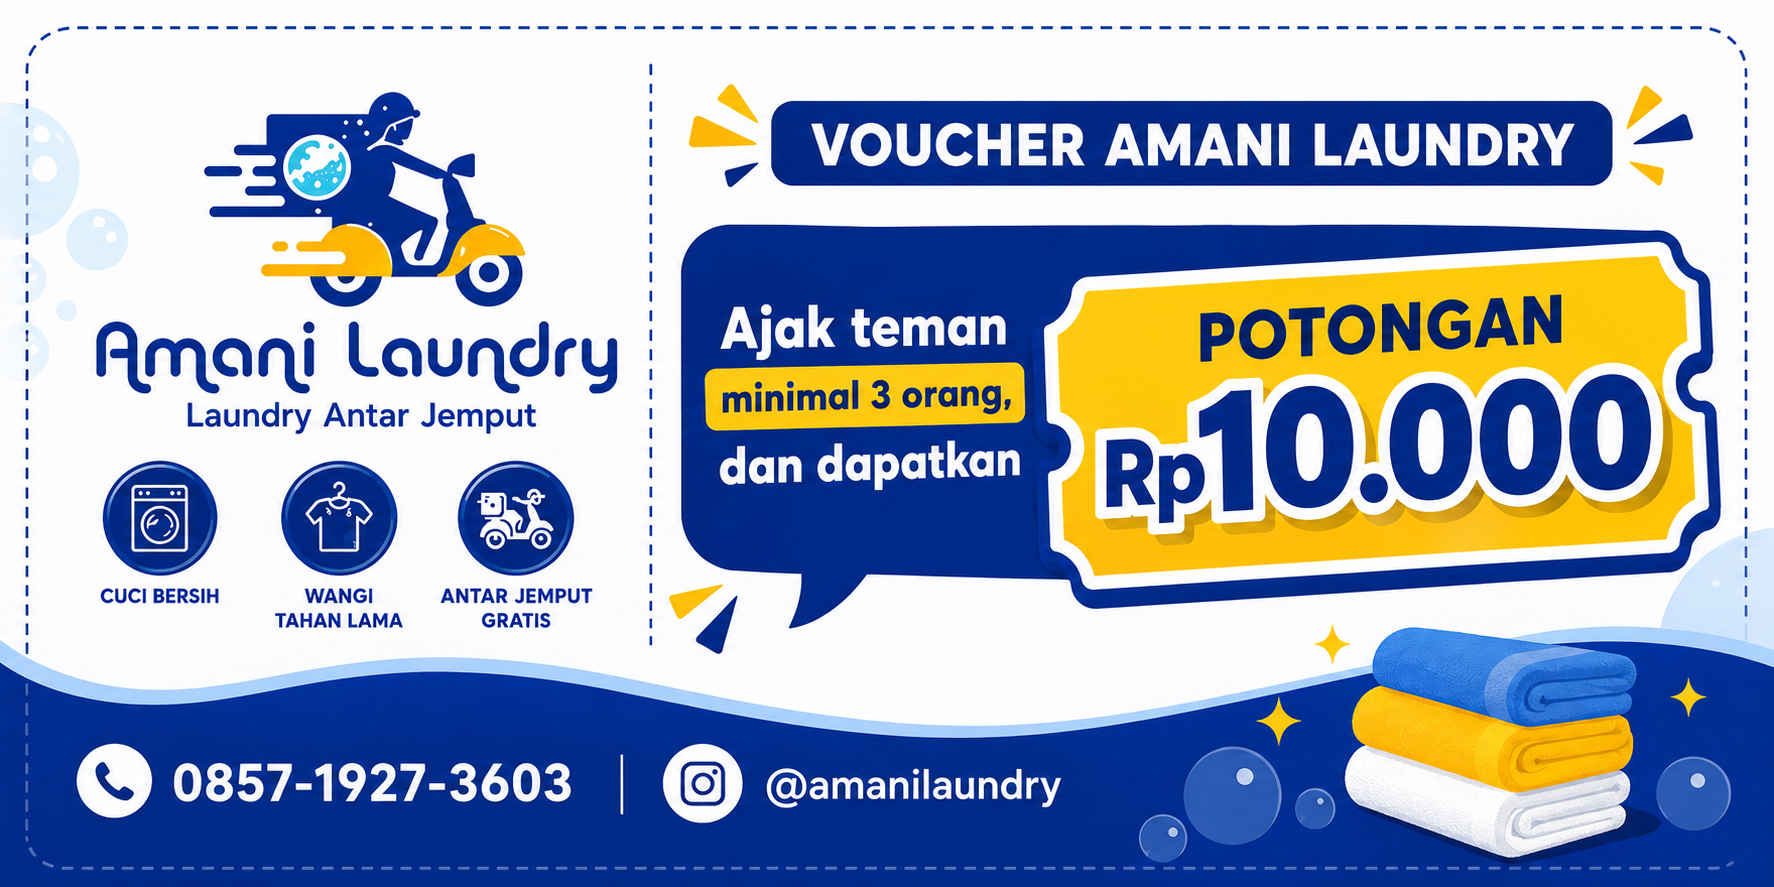 Amani Laundry
Laundry Antar Jemput
CUCI BERSIH
WANGI
TAHAN LAMA
ANTAR JEMPUT
GRATIS
VOUCHER AMANI LAUNDRY
Ajak teman
minimal 3 orang,
dan dapatkan
POTONGAN
Rp10.000
0857-1927-3603
@amanilaundry